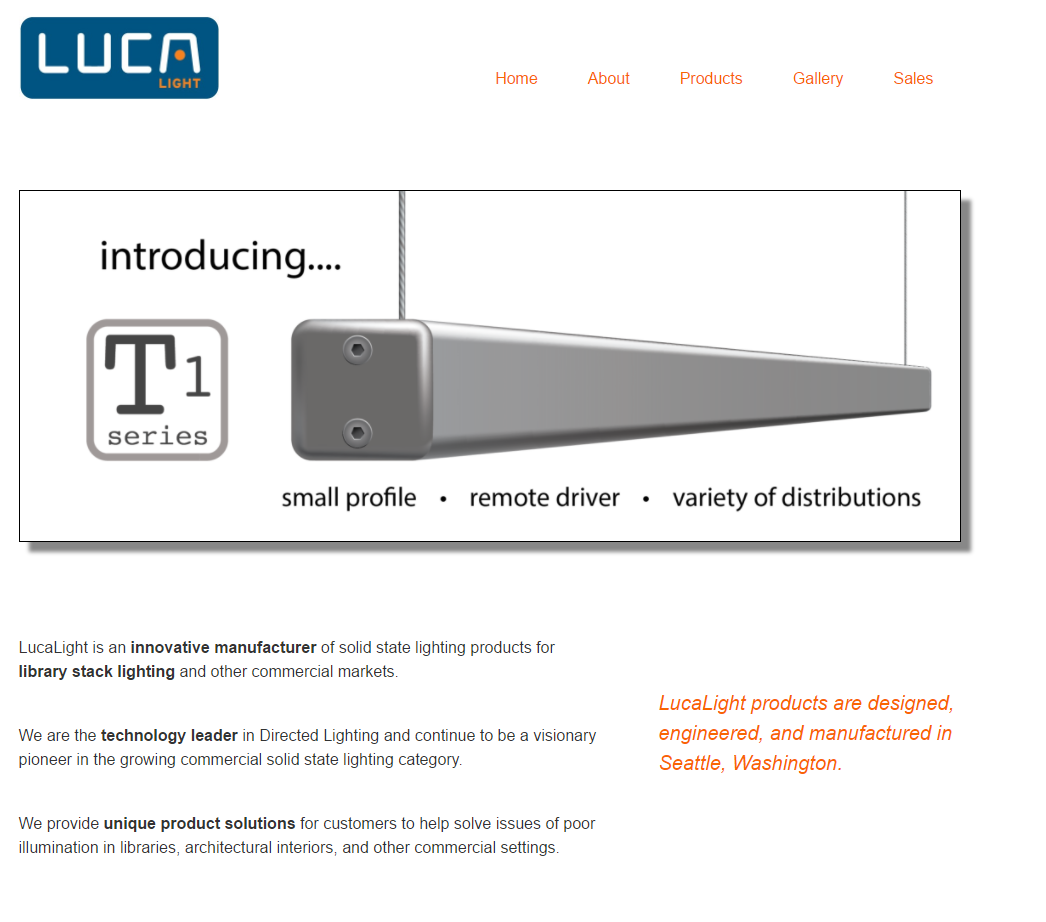 LUCA
LIGHT
Home About Products Gallery Sales
introducing....
T1
series
small profile • remote driver • variety of distributions
LucaLight is an innovative manufacturer of solid state lighting products for
library stack lighting and other commercial markets.
We are the technology leader in Directed Lighting and continue to be a visionary
pioneer in the growing commercial solid state lighting category.
We provide unique product solutions for customers to help solve issues of poor
illumination in libraries, architectural interiors, and other commercial settings.
LucaLight products are designed,
engineered, and manufactured in
Seattle, Washington.